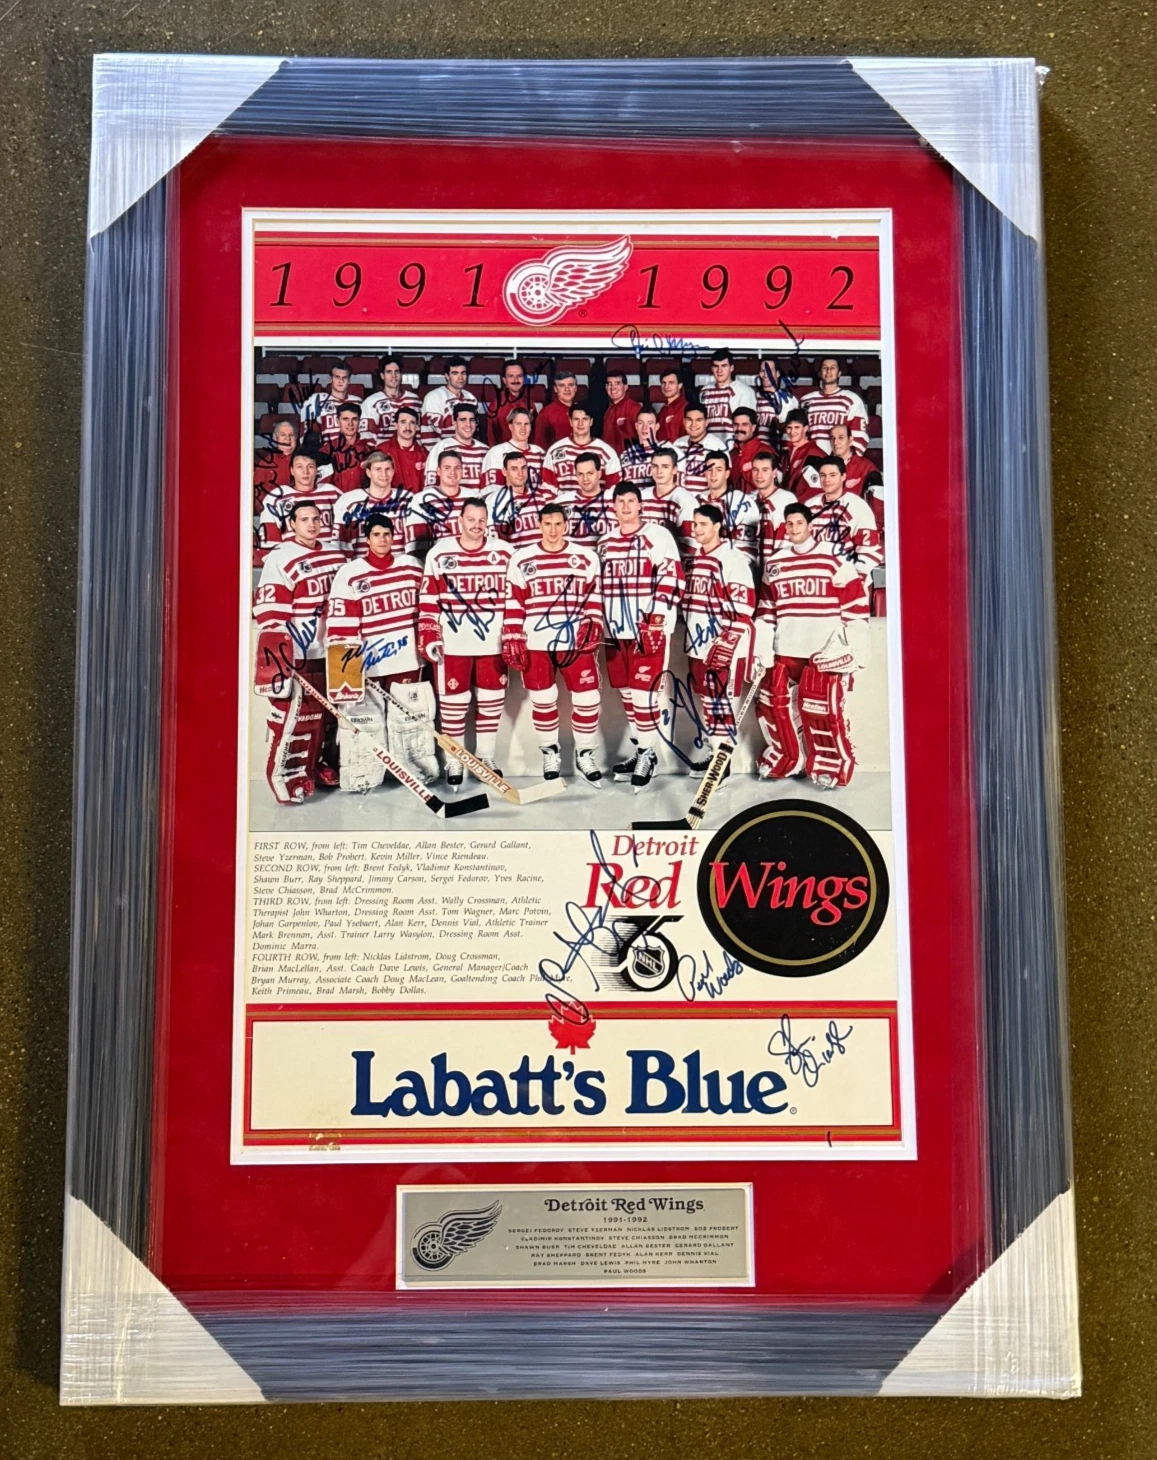 1991 1992
FIRST ROW, from left: Tim Cheveldae, Allan Bester, Gerard Gallant,
Steve Yzerman, Bob Probert, Kevin Miller, Vince Riendeau.
SECOND ROW, from left: Brent Fedyk, Vladimir Konstantinov,
Shawn Burr, Ray Sheppard, Jimmy Carson, Sergei Fedorov, Yves Racine,
Steve Chiasson, Brad McCrimmon.
THIRD ROW, from left: Dressing Room Asst. Wally Crossman, Athletic
Therapist John Wharton, Dressing Room Asst. Tom Wagner, Marc Potvin,
Johan Garpenlov, Paul Ysebaert, Alan Kerr, Dennis Vial, Athletic Trainer
Mark Brennan, Asst. Trainer Larry Wasylon, Dressing Room Asst.
Dominic Marra.
FOURTH ROW, from left: Nicklas Lidstrom, Doug Crossman,
Brian MacLellan, Asst. Coach Dave Lewis, General Manager/Coach
Bryan Murray, Associate Coach Doug MacLean, Goaltending Coach Phil Myre,
Keith Primeau, Brad Marsh, Bobby Dollas.
Detroit
Red Wings
75
NHL
Labatt's Blue
Detroit Red Wings
1991-1992
SERGEI FEDOROV STEVE YZERMAN NICKLAS LIDSTROM BOB PROBERT
VLADIMIR KONSTANTINOV STEVE CHIASSON BRAD MCCRIMMON
SHAWN BURR TIM CHEVELDAE ALLAN BESTER GERARD GALLANT
RAY SHEPPARD BRENT FEDYK ALAN KERR DENNIS VIAL
BRAD MARSH DAVE LEWIS PHIL MYRE JOHN WHARTON
PAUL WOODS